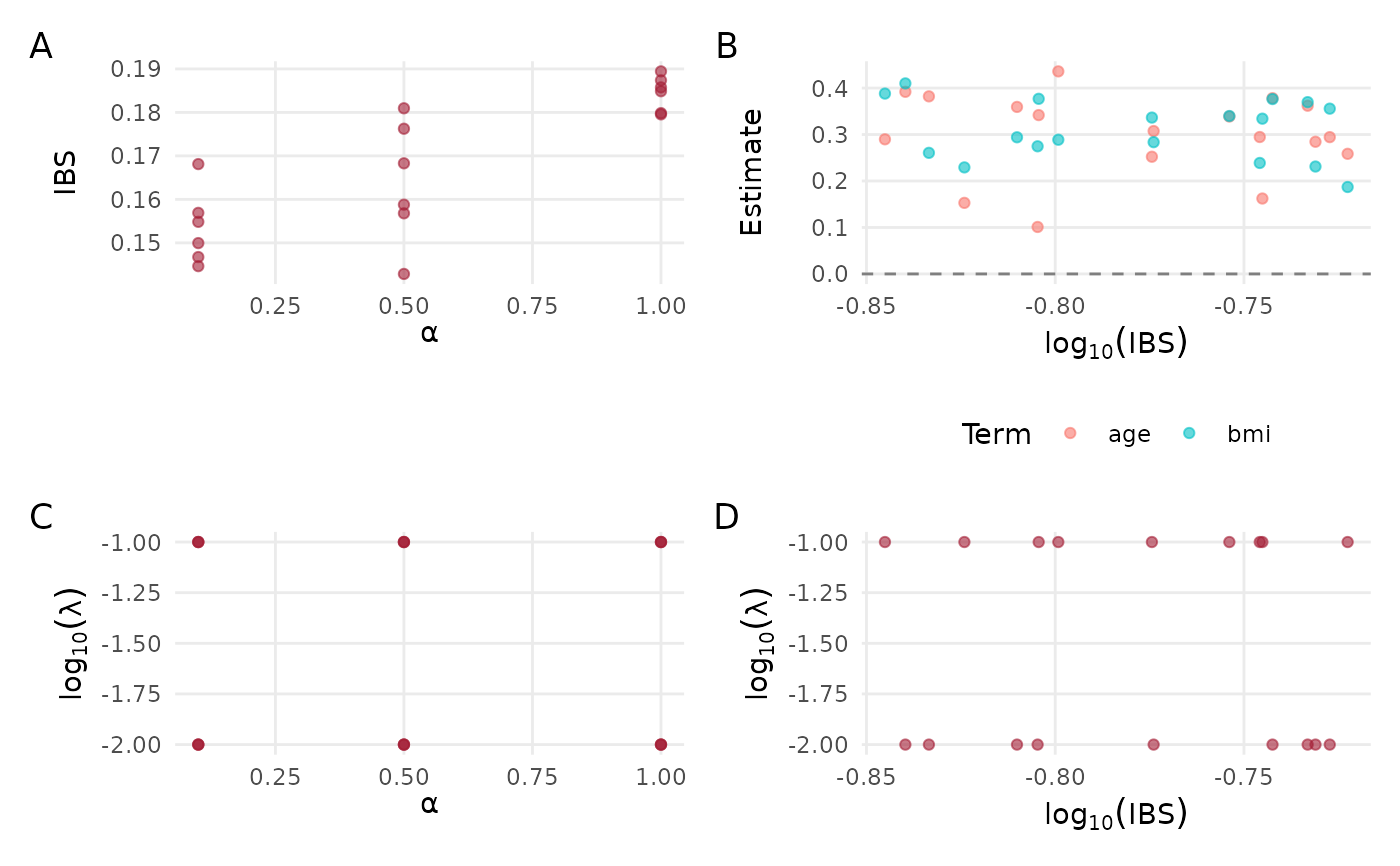 A
IBS
0.19
0.18
0.17
0.16
0.15
0.25 0.50 0.75 1.00
α
B
Estimate
0.4
0.3
0.2
0.1
0.0
-0.85 -0.80 -0.75
log10(IBS)
Term age bmi
C
log10(λ)
-1.00
-1.25
-1.50
-1.75
-2.00
0.25 0.50 0.75 1.00
α
D
log10(λ)
-1.00
-1.25
-1.50
-1.75
-2.00
-0.85 -0.80 -0.75
log10(IBS)